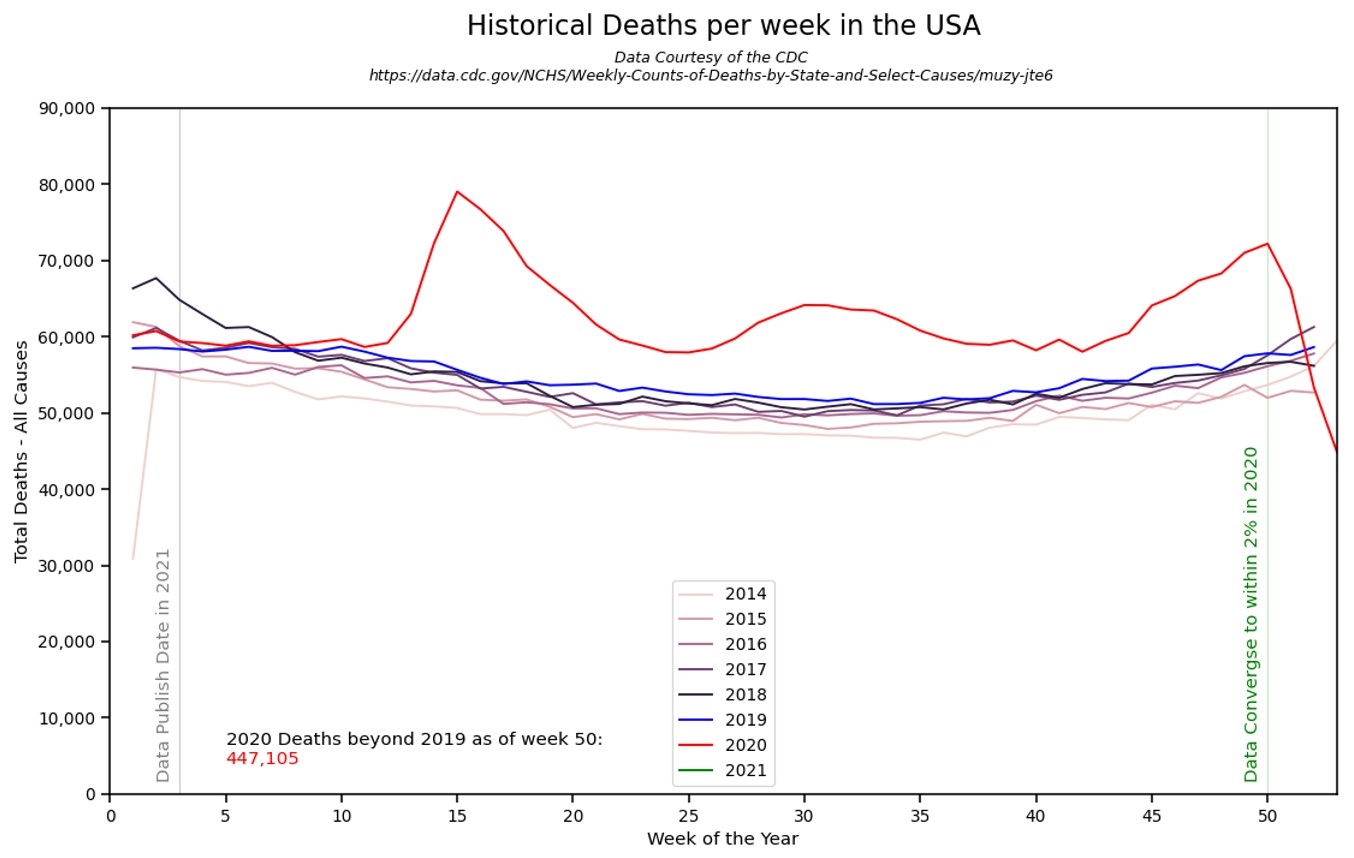 Historical Deaths per week in the USA
Data Courtesy of the CDC
https://data.cdc.gov/NCHS/Weekly-Counts-of-Deaths-by-State-and-Select-Causes/muzy-jte6
90,000
80,000
70,000
60,000
50,000
40,000
30,000
20,000
10,000
0
Total Deaths - All Causes
Data Publish Date in 2021
2020 Deaths beyond 2019 as of week 50:
447,105
2014
2015
2016
2017
2018
2019
2020
2021
Data Convergse to within 2% in 2020
0 5 10 15 20 25 30 35 40 45 50
Week of the Year